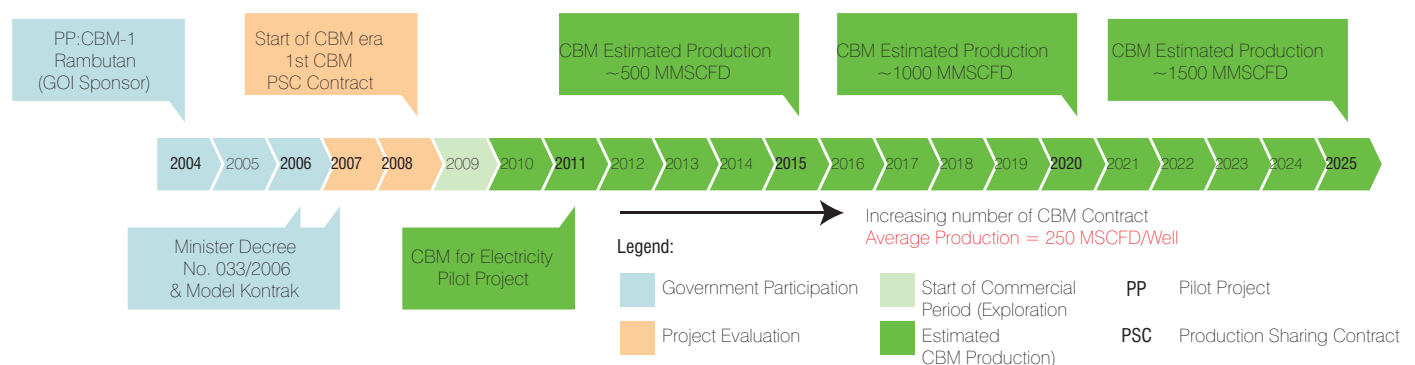 PP:CBM-1
Rambutan
(GOI Sponsor)
Start of CBM era
1st CBM
PSC Contract
CBM Estimated Production
~500 MMSCFD
CBM Estimated Production
~1000 MMSCFD
CBM Estimated Production
~1500 MMSCFD
2004 2005 2006 2007 2008 2009 2010 2011 2012 2013 2014 2015 2016 2017 2018 2019 2020 2021 2022 2023 2024 2025
Minister Decree
No. 033/2006
& Model Kontrak
CBM for Electricity
Pilot Project
Increasing number of CBM Contract
Average Production = 250 MSCFD/Well
Legend:
Government Participation
Project Evaluation
Start of Commercial
Period (Exploration
Estimated
CBM Production)
PP Pilot Project
PSC Production Sharing Contract